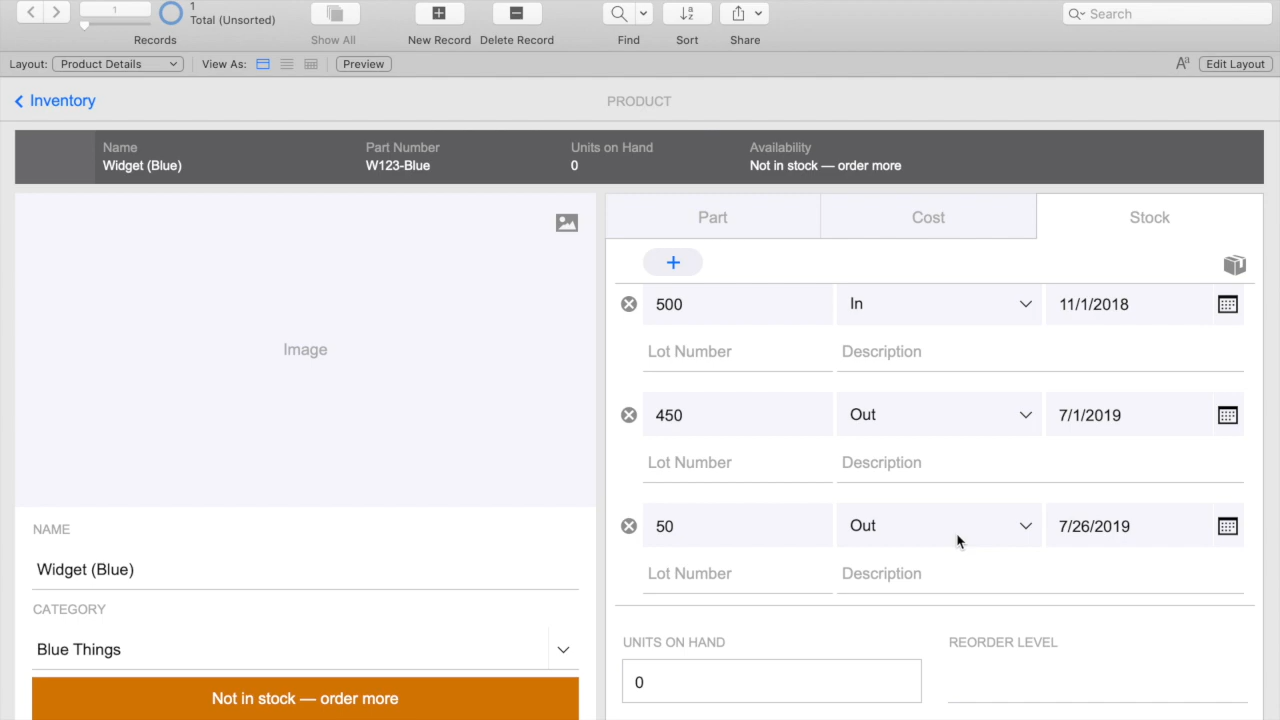 1
1
Total (Unsorted)
Records
Show All
New Record
Delete Record
Find
Sort
Share
Search
Layout: Product Details
View As:
Preview
Aa
Edit Layout
Inventory
PRODUCT
Name
Widget (Blue)
Part Number
W123-Blue
Units on Hand
0
Availability
Not in stock — order more
Image
Part
Cost
Stock
+
500
In
11/1/2018
Lot Number
Description
450
Out
7/1/2019
Lot Number
Description
50
Out
7/26/2019
Lot Number
Description
NAME
Widget (Blue)
CATEGORY
Blue Things
Not in stock — order more
UNITS ON HAND
0
REORDER LEVEL